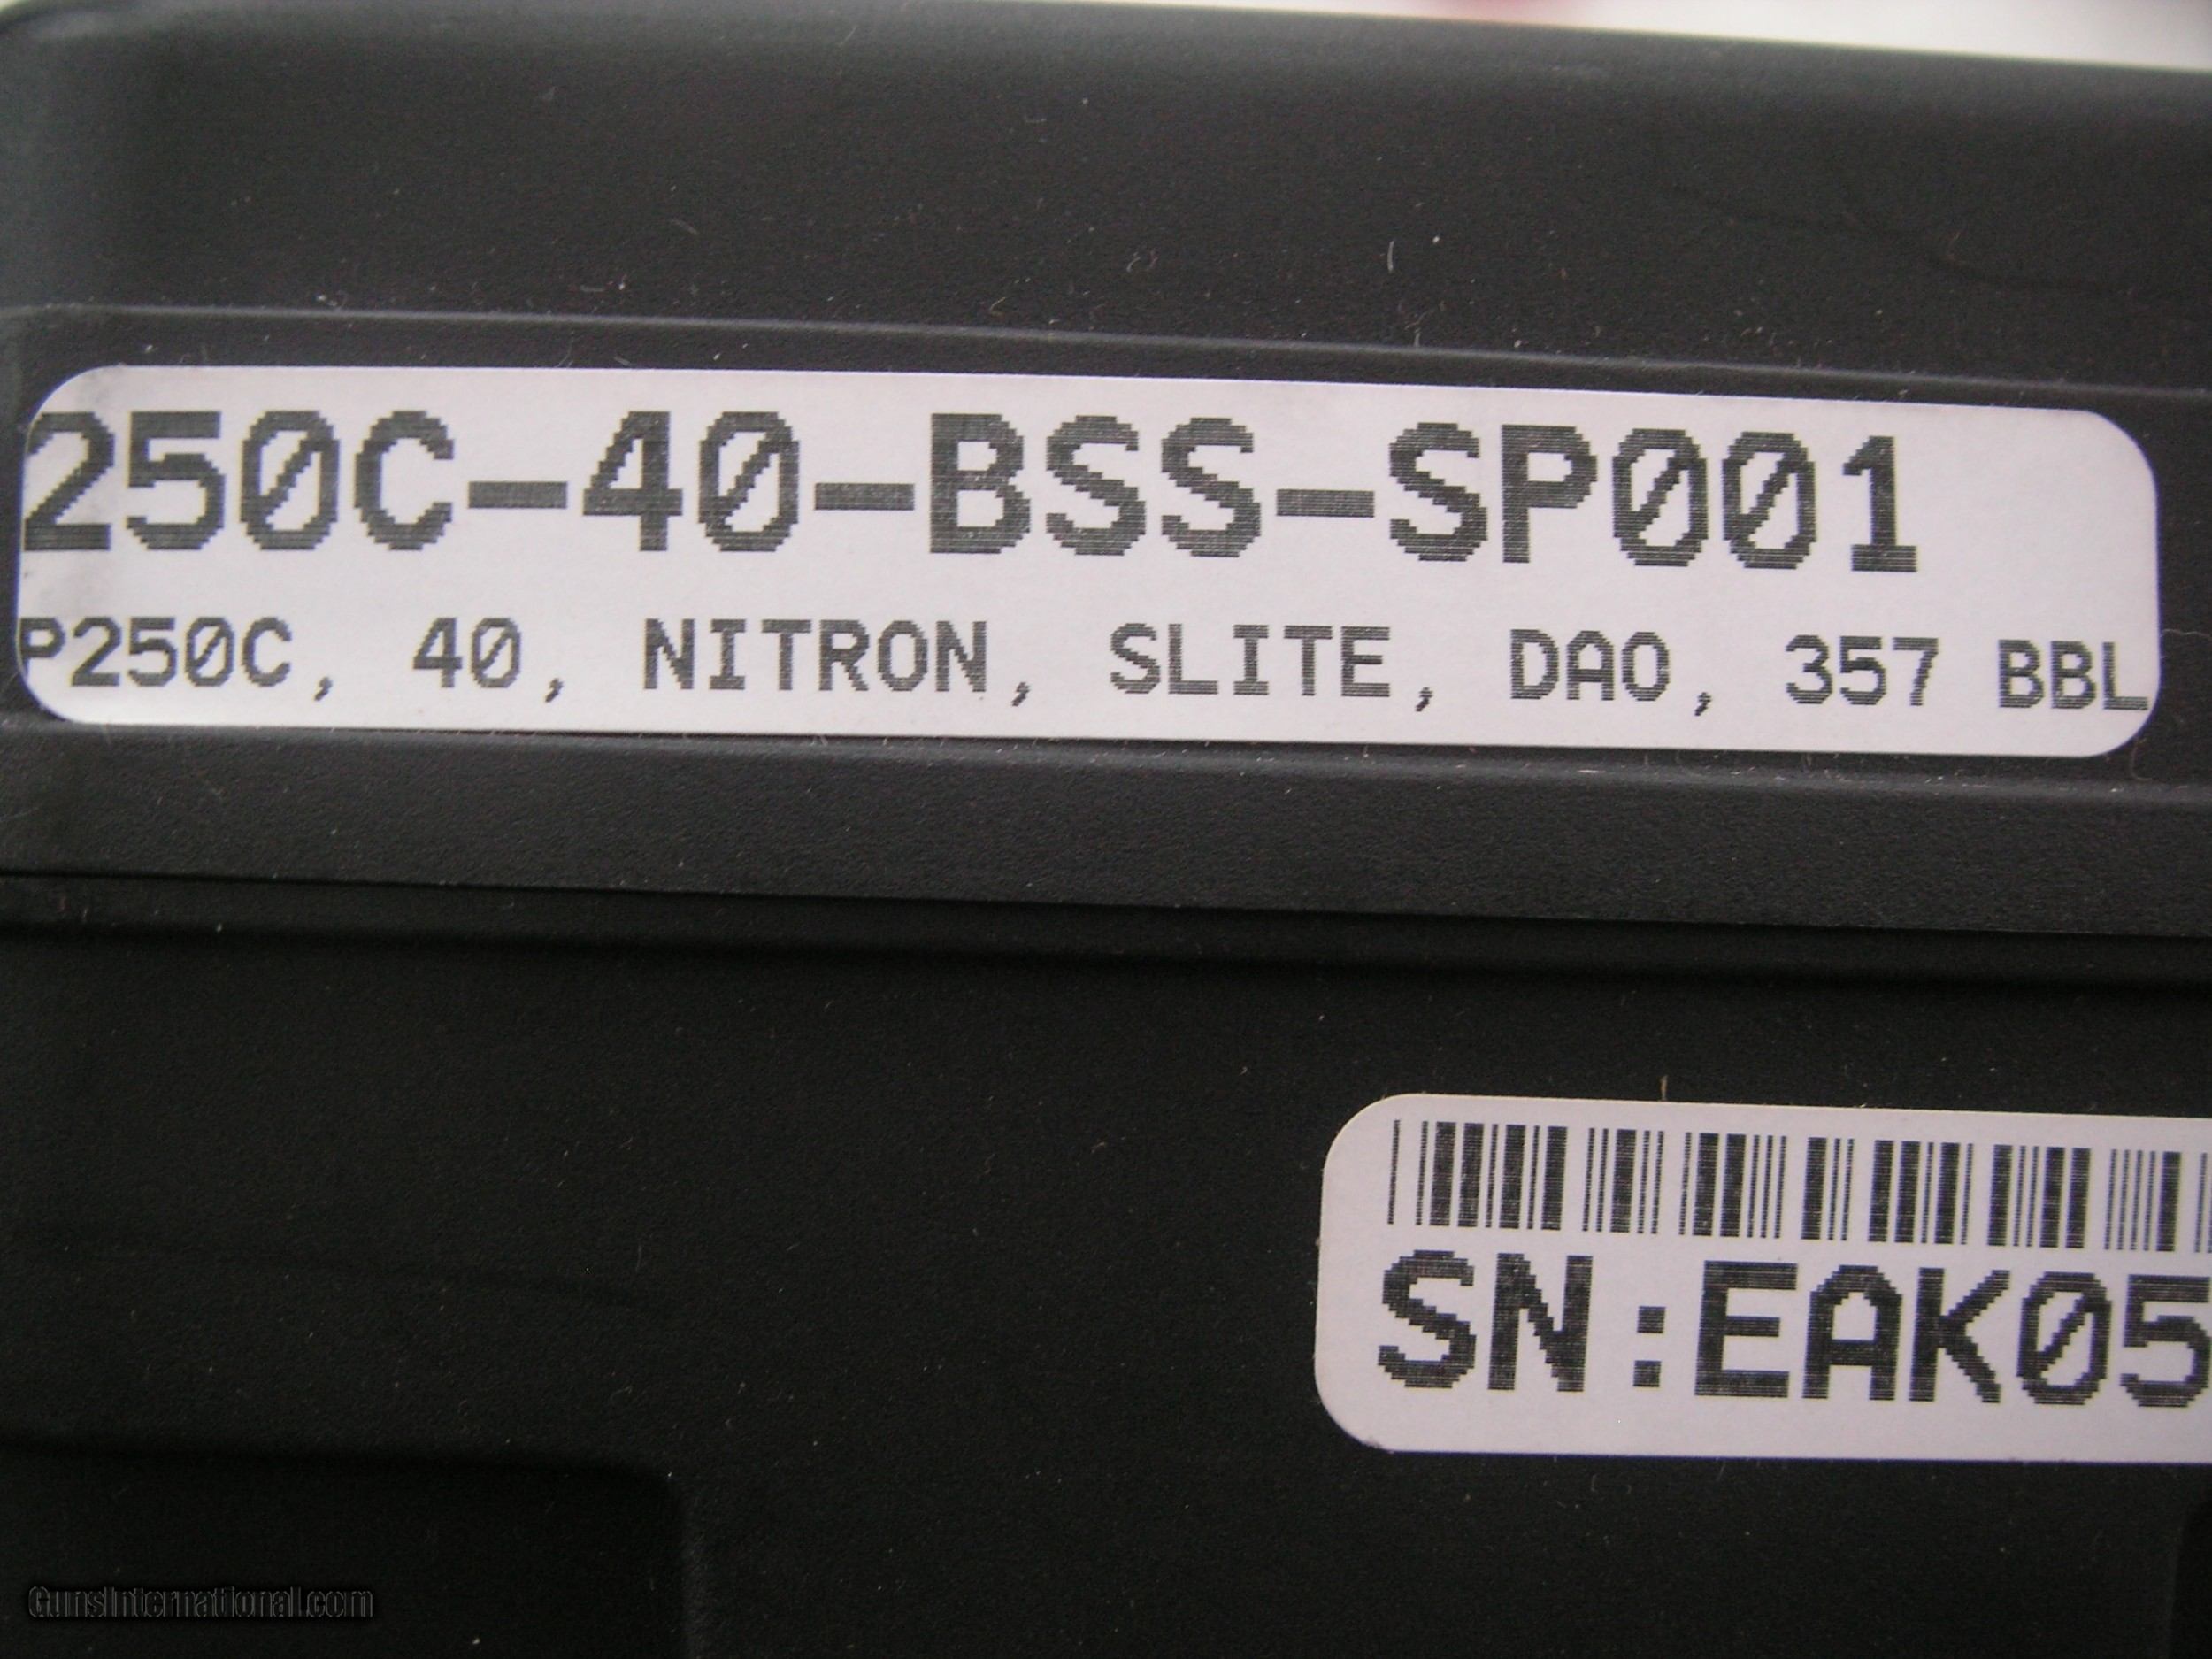 250C-40-BSS-SP001
P250C, 40, NITRON, SLITE, DAO, 357 BBL
SN:EAK05
GunsInternational.com